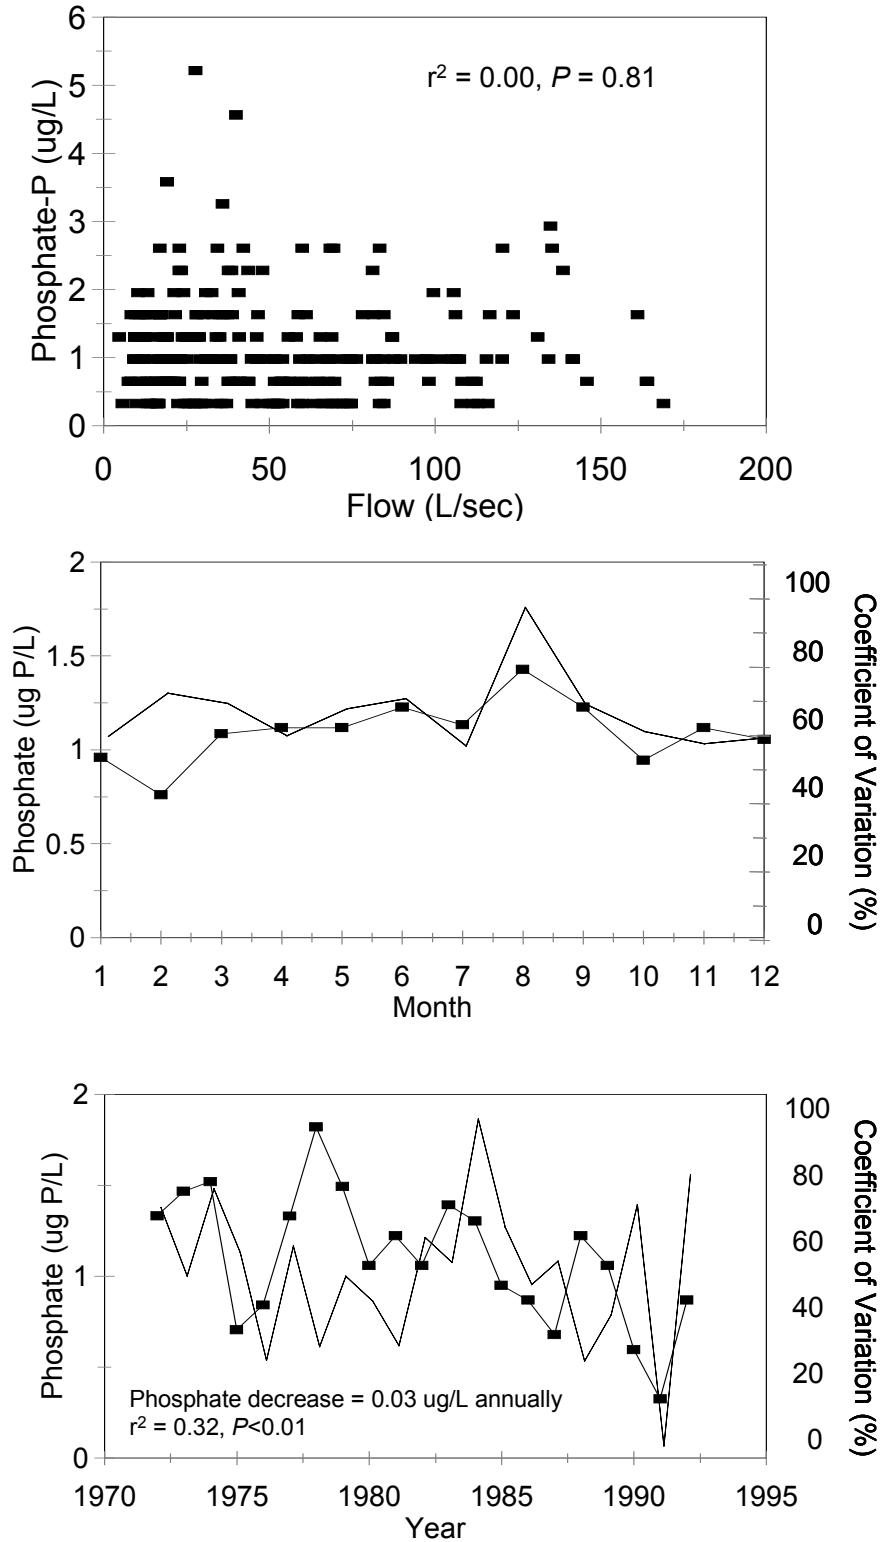 6
5
4
3
2
1
0
Phosphate-P (ug/L)
r² = 0.00, P = 0.81
0 50 100 150 200
Flow (L/sec)
2
1.5
1
0.5
0
Phosphate (ug P/L)
100
80
60
40
20
0
Coefficient of Variation (%)
1 2 3 4 5 6 7 8 9 10 11 12
Month
2
1
0
Phosphate (ug P/L)
100
80
60
40
20
0
Coefficient of Variation (%)
Phosphate decrease = 0.03 ug/L annually
r² = 0.32, P<0.01
1970 1975 1980 1985 1990 1995
Year